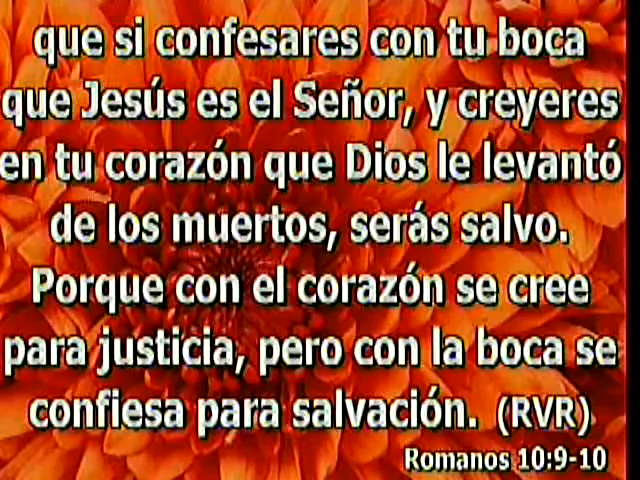 que si confesares con tu boca
que Jesús es el Señor, y creyeres
en tu corazón que Dios le levantó
de los muertos, serás salvo.
Porque con el corazón se cree
para justicia, pero con la boca se
confiesa para salvación. (RVR)
Romanos 10:9-10